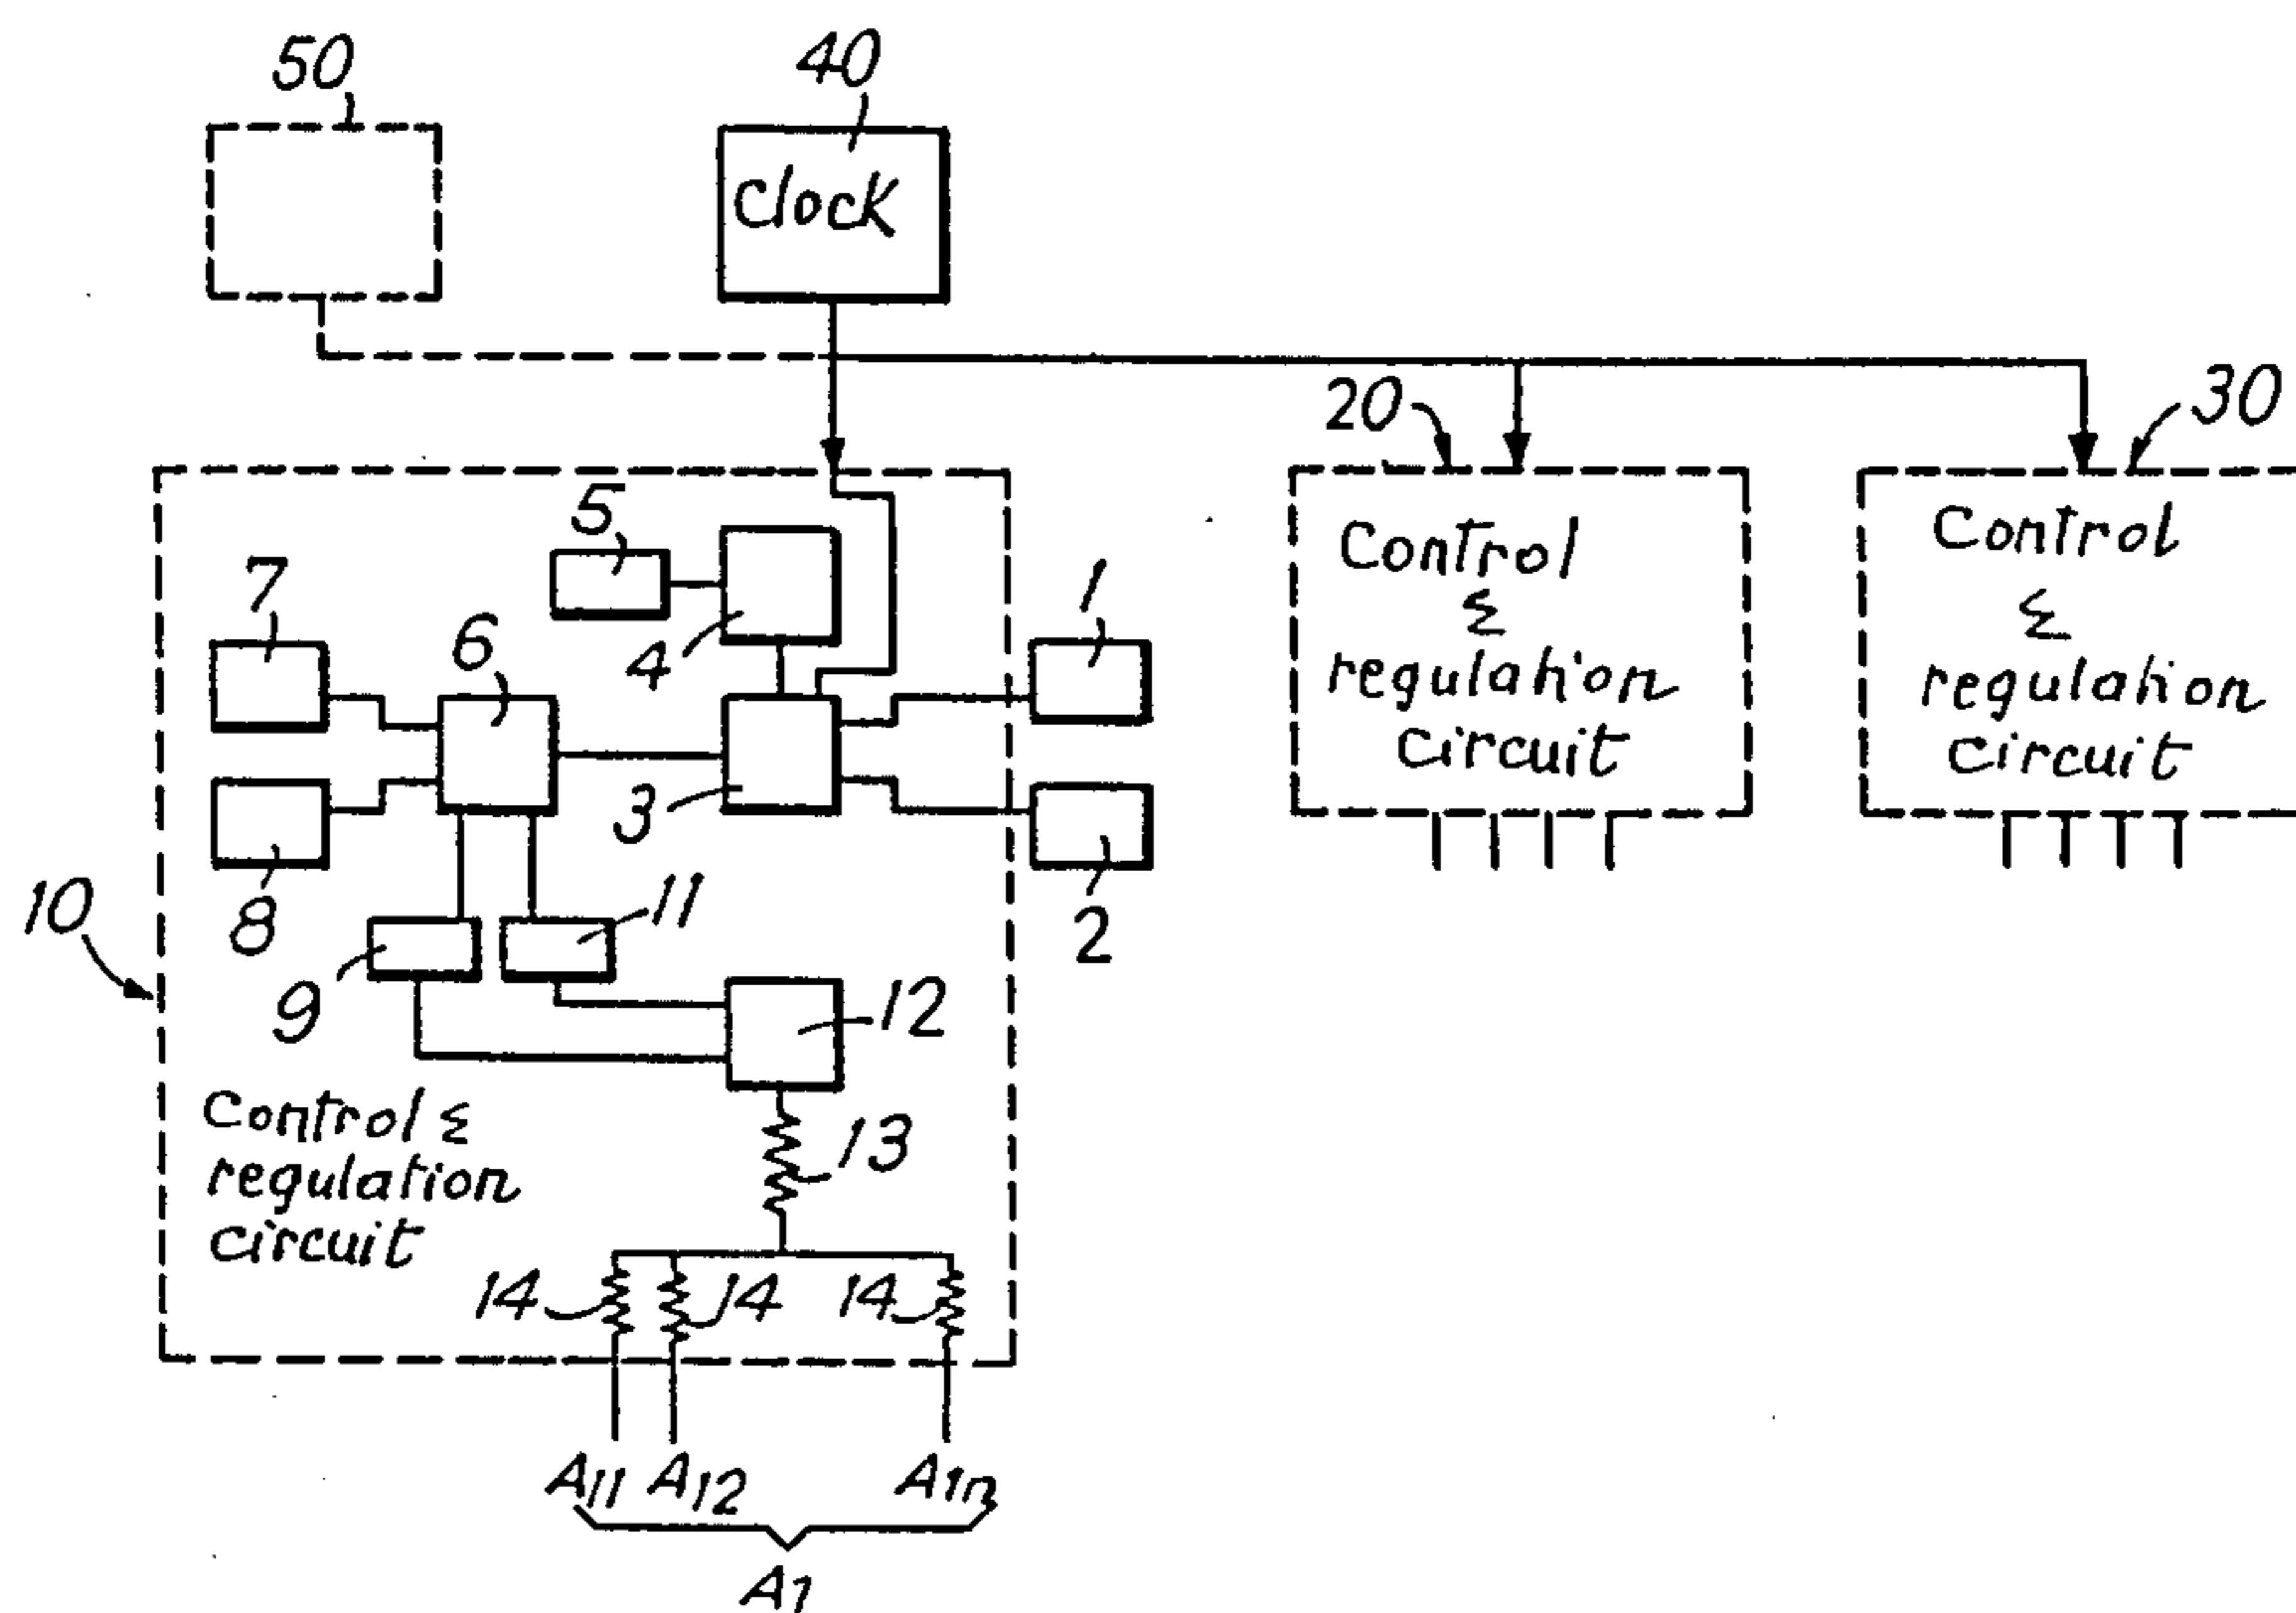 50
40
Clock
20
30
5
Control
&
regulation
circuit
Control
&
regulation
circuit
7
6
4
1
3
10
8
11
2
9
12
Control &
regulation
circuit
13
14
14
14
A11
A12
A1n
A1